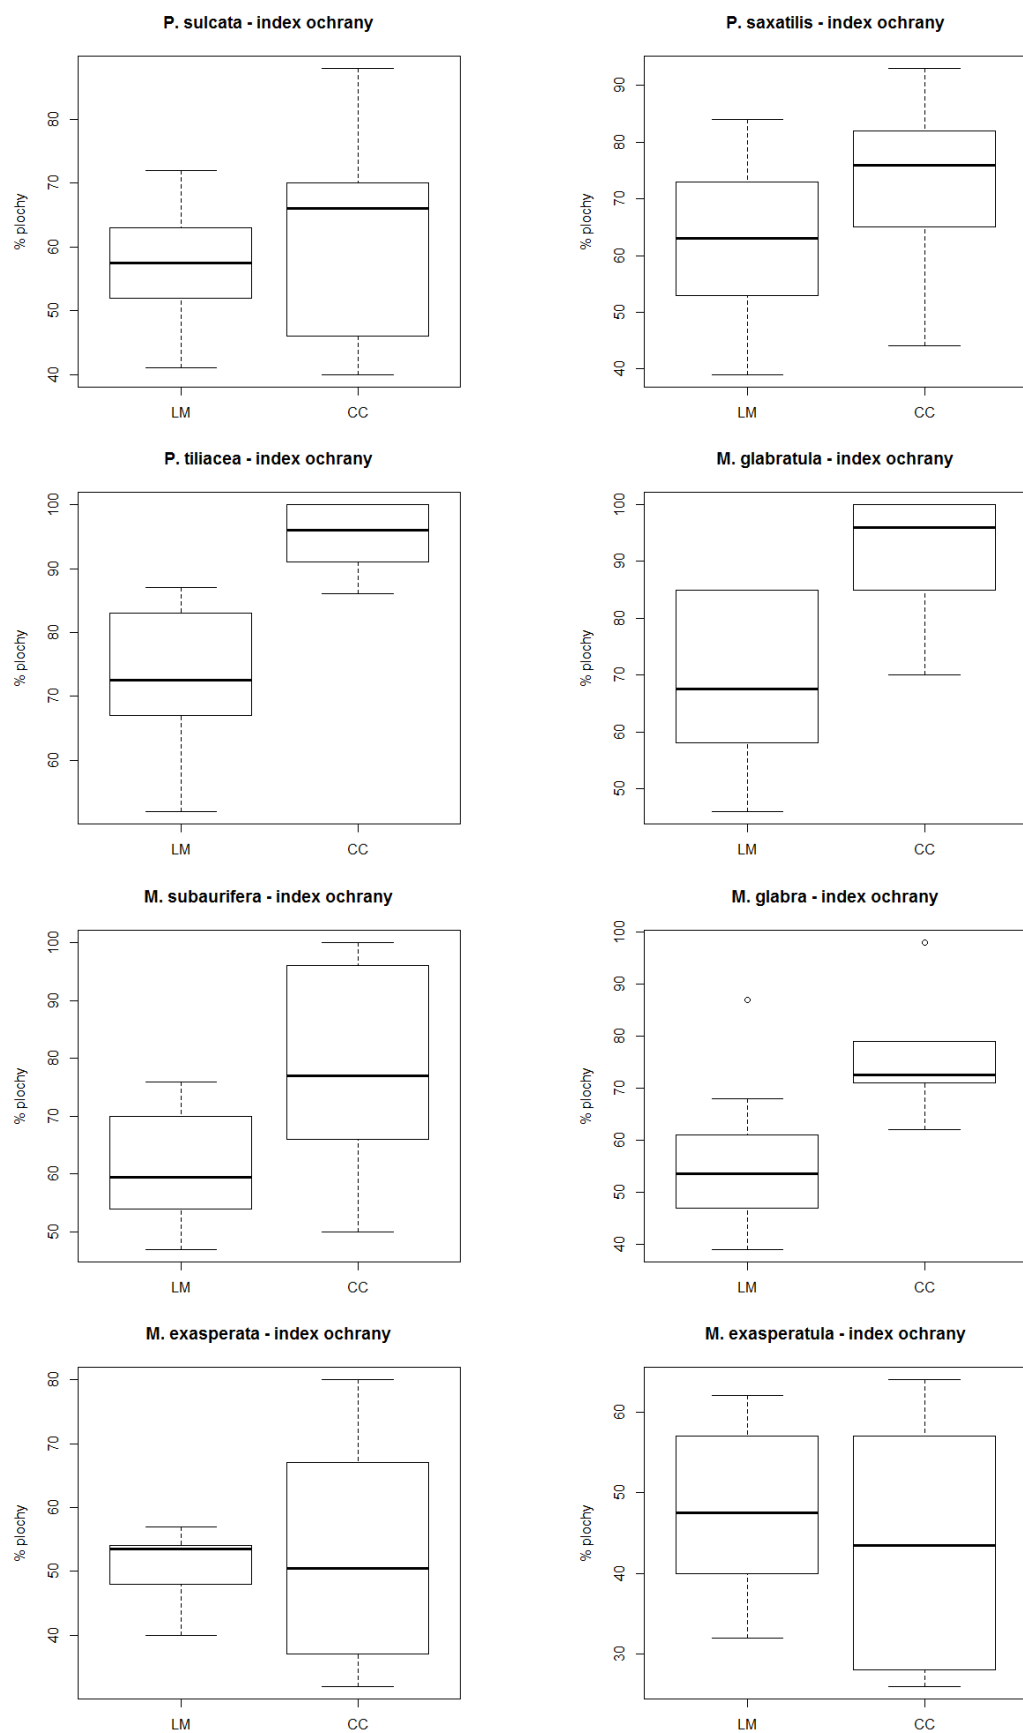 P. sulcata - index ochrany
% plochy
40 50 60 70 80
LM CC
P. saxatilis - index ochrany
% plochy
40 50 60 70 80 90
LM CC
P. tiliacea - index ochrany
% plochy
60 70 80 90 100
LM CC
M. glabratula - index ochrany
% plochy
50 60 70 80 90 100
LM CC
M. subaurifera - index ochrany
% plochy
50 60 70 80 90 100
LM CC
M. glabra - index ochrany
% plochy
40 50 60 70 80 90 100
LM CC
M. exasperata - index ochrany
% plochy
40 50 60 70 80
LM CC
M. exasperatula - index ochrany
% plochy
30 40 50 60
LM CC